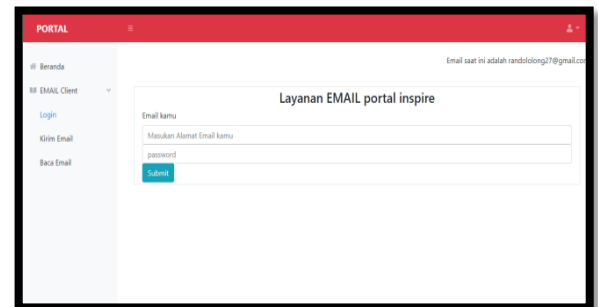 PORTAL
Email saat ini adalah randololong27@gmail.com
Beranda
EMAIL Client
Login
Kirim Email
Baca Email
Layanan EMAIL portal inspire
Email kamu
Masukan Alamat Email kamu
password
Submit